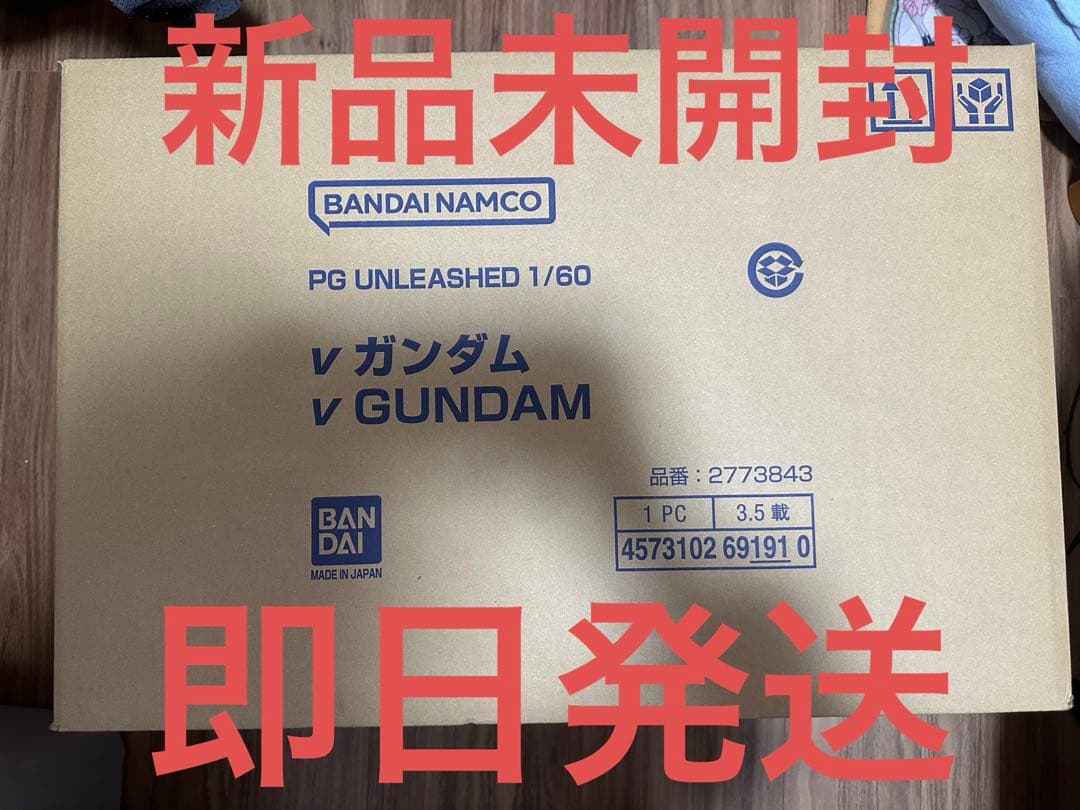 新品未開封
BANDAI NAMCO
PG UNLEASHED 1/60
ν ガンダム
ν GUNDAM
品番：2773843
1 PC 3.5 載
4573102 69191 0
BAN
DAI
MADE IN JAPAN
即日発送